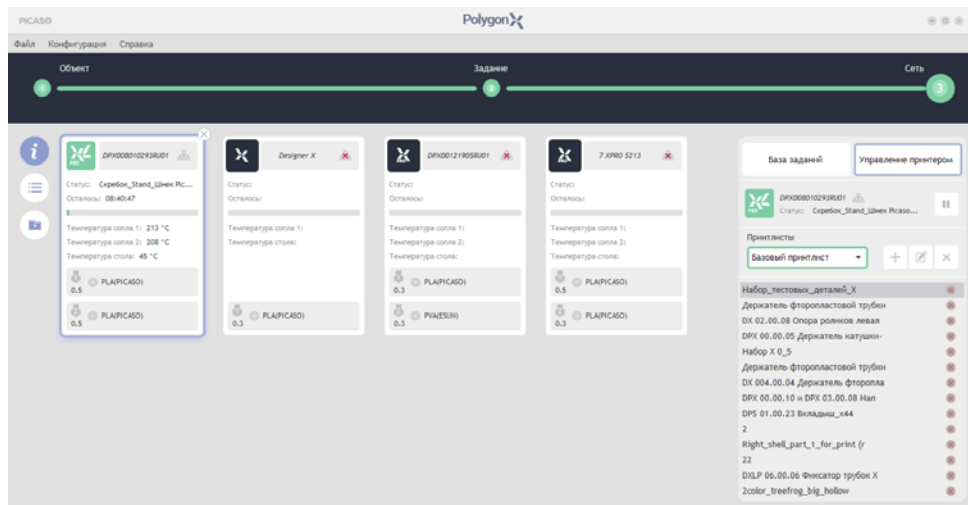 PICASO
PolygonX
Файл Конфигурация Справка
Объект Задание Сеть
1 2 3
i
DPX008010293RU01
Статус: Скребок_Stand_Шнек Pic...
Осталось: 08:40:47
Температура сопла 1: 213 °C
Температура сопла 2: 208 °C
Температура стола: 45 °C
0.5 PLA(PICASO)
0.5 PLA(PICASO)
Designer X
Статус:
Осталось:
Температура сопла 1:
Температура стола:
0.3 PLA(PICASO)
DPX00121905RU01
Статус:
Осталось:
Температура сопла 1:
Температура сопла 2:
Температура стола:
0.3 PLA(PICASO)
0.3 PVA(ESUN)
7 XPRO 5213
Статус:
Осталось:
Температура сопла 1:
Температура сопла 2:
Температура стола:
0.5 PLA(PICASO)
0.3 PLA(PICASO)
База заданий Управление принтером
DPX008010293RU01
Статус: Скребок_Stand_Шнек Picaso...
Принтлисты
Базовый принтлист
Набор_тестовых_деталей_X
Держатель фторопластовой трубки
DX 02.00.08 Опора роликов левая
DPX 00.00.05 Держатель катушки-
Набор X 0_5
Держатель фторопластовой трубки
DX 004.00.04 Держатель фторопла
DPX 00.00.10 и DPX 03.00.08 Нап
DPS 01.00.23 Вкладыш_x44
2
Right_shell_part_1_for_print (r
22
DXLP 06.00.06 Фиксатор трубок X
2color_treefrog_big_hollow